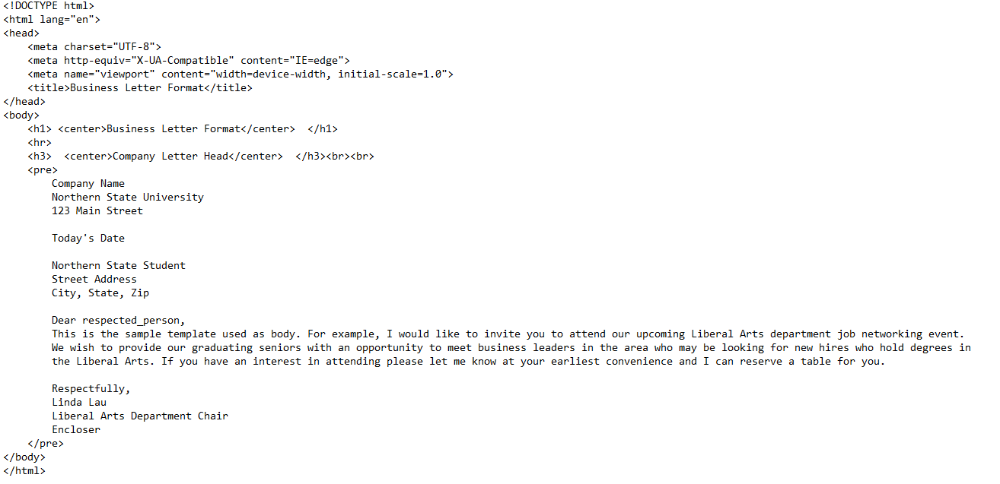 <!DOCTYPE html>
<html lang="en">
<head>
    <meta charset="UTF-8">
    <meta http-equiv="X-UA-Compatible" content="IE=edge">
    <meta name="viewport" content="width=device-width, initial-scale=1.0">
    <title>Business Letter Format</title>
</head>
<body>
    <h1> <center>Business Letter Format</center>  </h1>
    <hr>
    <h3>  <center>Company Letter Head</center>  </h3><br><br>
    <pre>
        Company Name
        Northern State University
        123 Main Street

        Today's Date

        Northern State Student
        Street Address
        City, State, Zip

        Dear respected_person,
        This is the sample template used as body. For example, I would like to invite you to attend our upcoming Liberal Arts department job networking event.
        We wish to provide our graduating seniors with an opportunity to meet business leaders in the area who may be looking for new hires who hold degrees in
        the Liberal Arts. If you have an interest in attending please let me know at your earliest convenience and I can reserve a table for you.

        Respectfully,
        Linda Lau
        Liberal Arts Department Chair
        Encloser
    </pre>
</body>
</html>